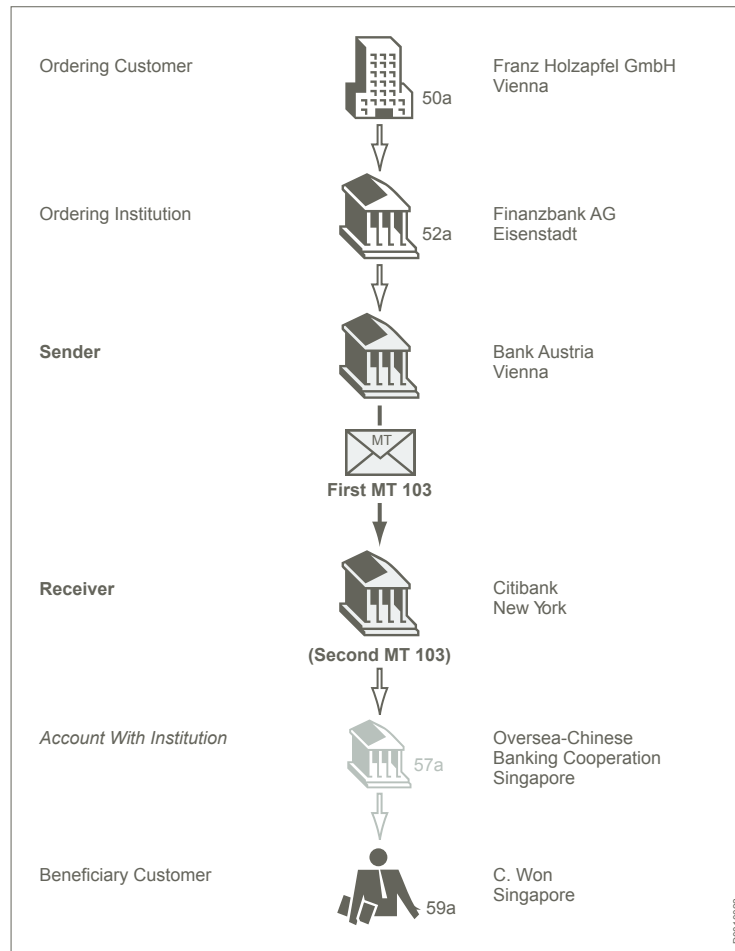 Ordering Customer
50a
Franz Holzapfel GmbH
Vienna
Ordering Institution
52a
Finanzbank AG
Eisenstadt
Sender
Bank Austria
Vienna
MT
First MT 103
Receiver
Citibank
New York
(Second MT 103)
Account With Institution
57a
Oversea-Chinese
Banking Cooperation
Singapore
Beneficiary Customer
59a
C. Won
Singapore